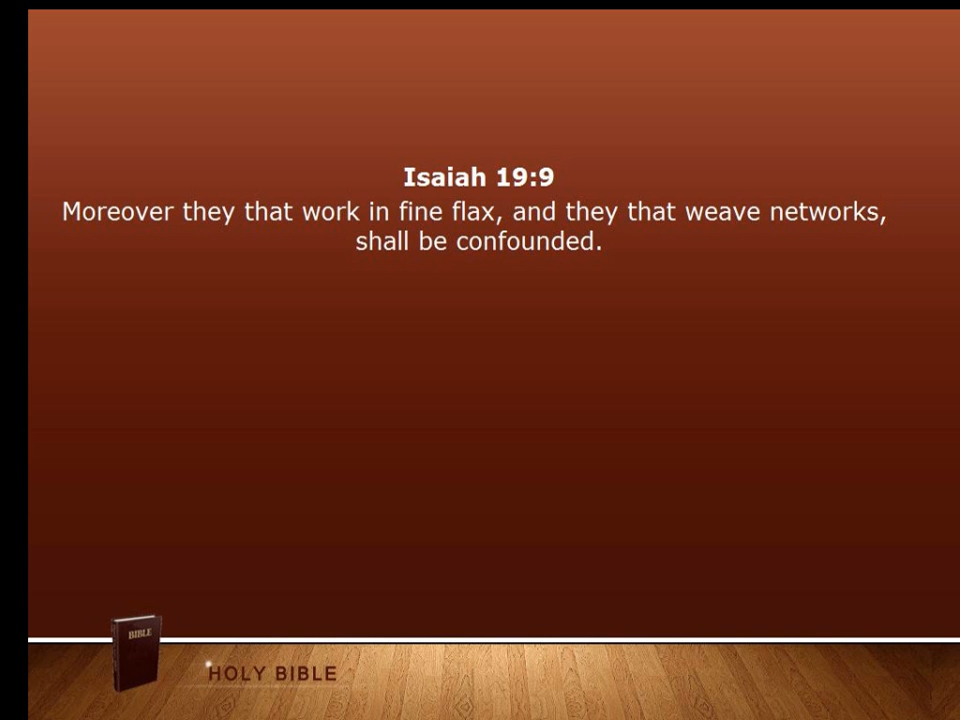 Isaiah 19:9
Moreover they that work in fine flax, and they that weave networks,
shall be confounded.
BIBLE
HOLY BIBLE